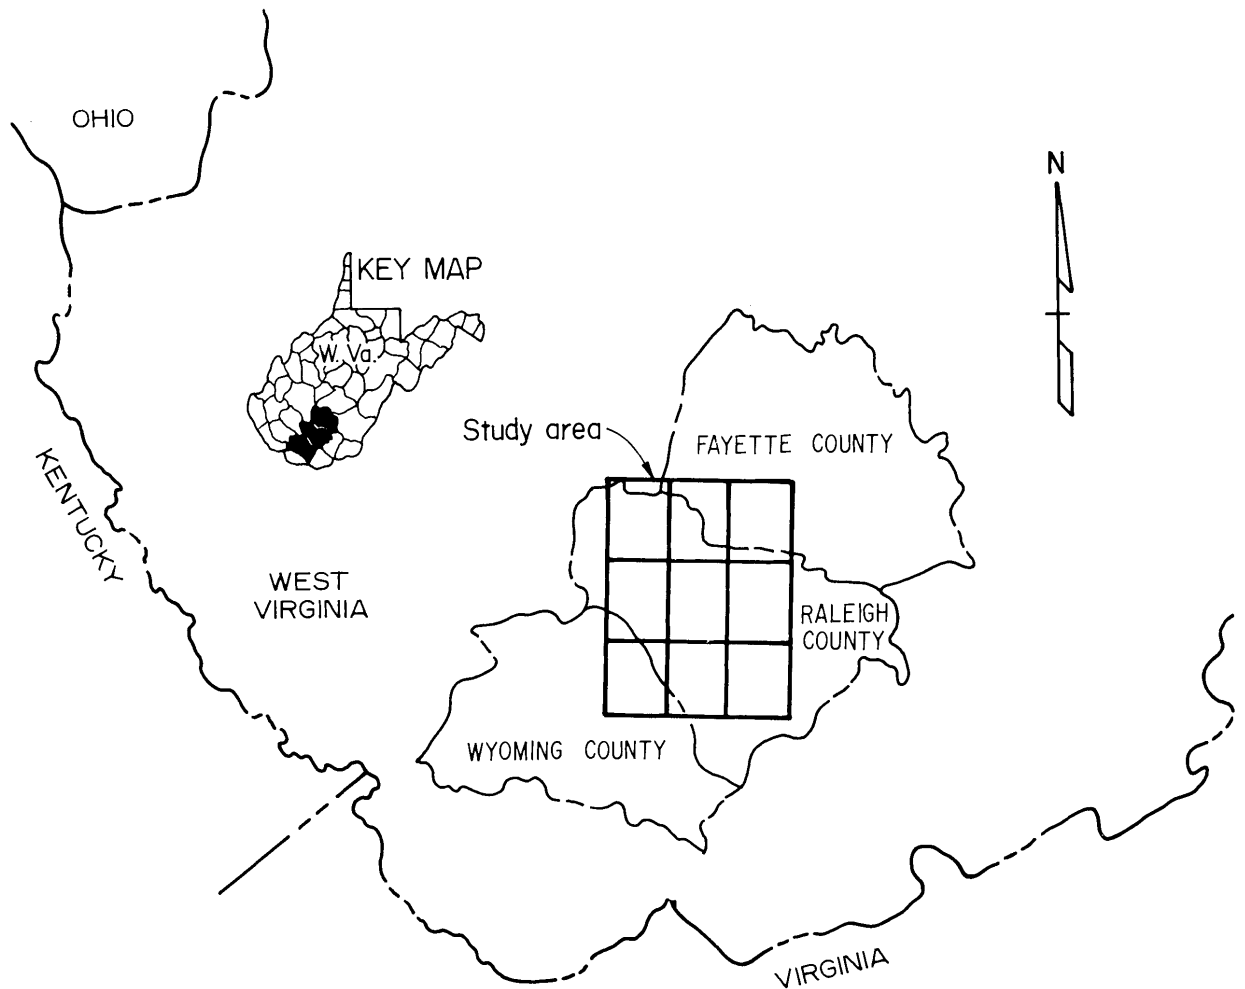 OHIO
N
KEY MAP
W. Va.
Study area
FAYETTE COUNTY
KENTUCKY
WEST
VIRGINIA
RALEIGH
COUNTY
WYOMING COUNTY
VIRGINIA